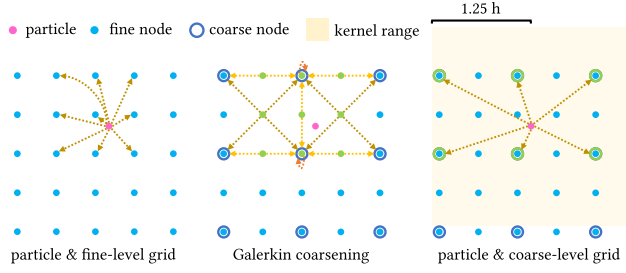 1.25 h
particle fine node coarse node kernel range
particle & fine-level grid Galerkin coarsening particle & coarse-level grid